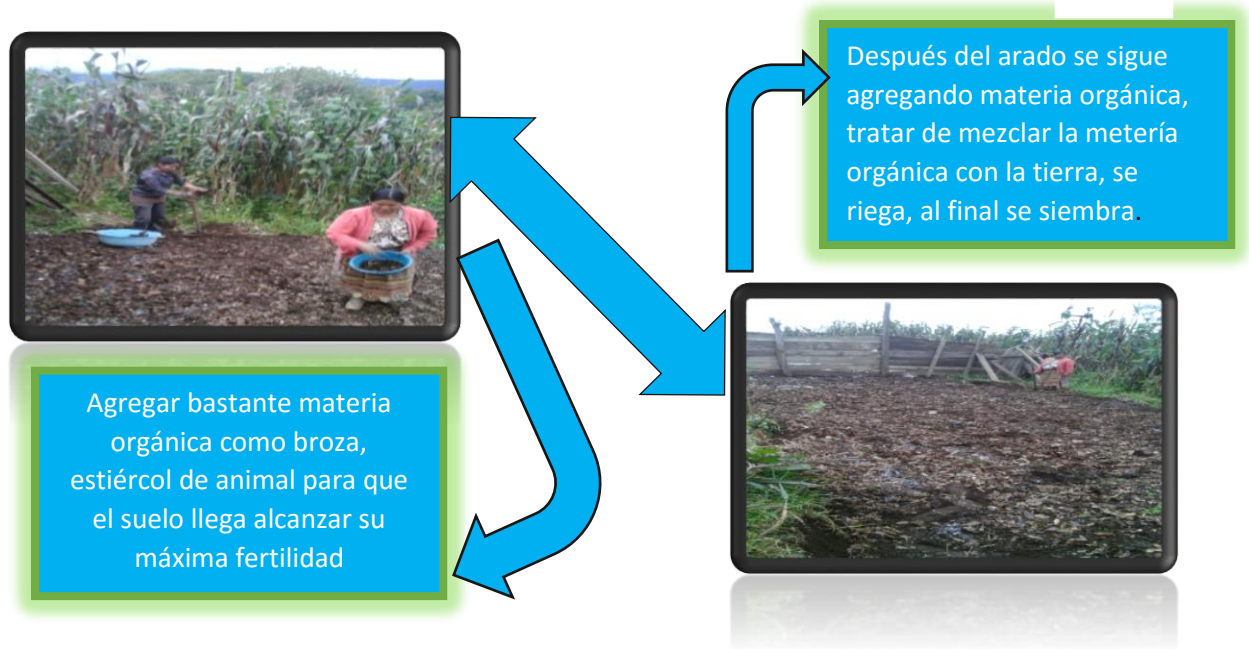 Después del arado se sigue
agregando materia orgánica,
tratar de mezclar la metería
orgánica con la tierra, se
riega, al final se siembra.
Agregar bastante materia
orgánica como broza,
estiércol de animal para que
el suelo llega alcanzar su
máxima fertilidad